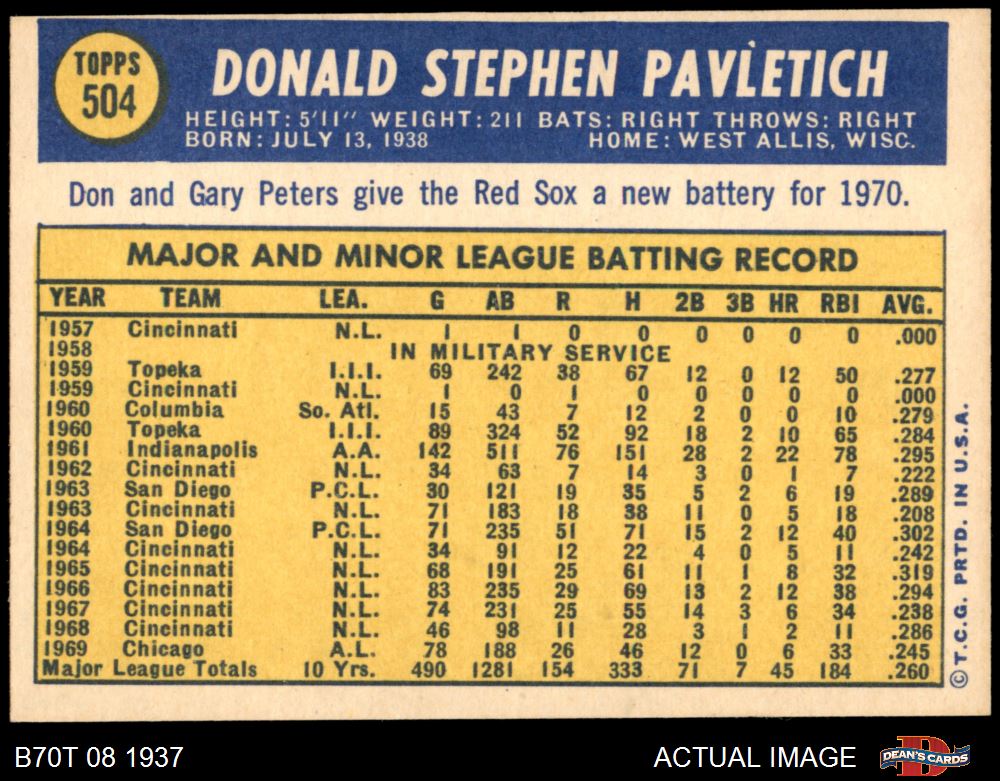 TOPPS
504
DONALD STEPHEN PAVLETICH
HEIGHT: 5'11" WEIGHT: 211 BATS: RIGHT THROWS: RIGHT
BORN: JULY 13, 1938 HOME: WEST ALLIS, WISC.
Don and Gary Peters give the Red Sox a new battery for 1970.
MAJOR AND MINOR LEAGUE BATTING RECORD
YEAR TEAM LEA. G AB R H 2B 3B HR RBI AVG.
1957 Cincinnati N.L. 1 1 0 0 0 0 0 0 .000
1958 IN MILITARY SERVICE
1959 Topeka I.I.I. 69 242 38 67 12 0 12 50 .277
1959 Cincinnati N.L. 1 0 1 0 0 0 0 0 .000
1960 Columbia So. Atl. 15 43 7 12 2 0 0 10 .279
1960 Topeka I.I.I. 89 324 52 92 18 2 10 65 .284
1961 Indianapolis A.A. 142 511 76 151 28 2 22 78 .295
1962 Cincinnati N.L. 34 63 7 14 3 0 1 7 .222
1963 San Diego P.C.L. 30 121 19 35 5 2 6 19 .289
1963 Cincinnati N.L. 71 183 18 38 11 0 5 18 .208
1964 San Diego P.C.L. 71 235 51 71 15 2 12 40 .302
1964 Cincinnati N.L. 34 91 12 22 4 0 5 11 .242
1965 Cincinnati N.L. 68 191 25 61 11 1 8 32 .319
1966 Cincinnati N.L. 83 235 29 69 13 2 12 38 .294
1967 Cincinnati N.L. 74 231 25 55 14 3 6 34 .238
1968 Cincinnati N.L. 46 98 11 28 3 1 2 11 .286
1969 Chicago A.L. 78 188 26 46 12 0 6 33 .245
Major League Totals 10 Yrs. 490 1281 154 333 71 7 45 184 .260
©T.C.G. PRTD. IN U.S.A.
B70T 08 1937 ACTUAL IMAGE DEAN'S CARDS